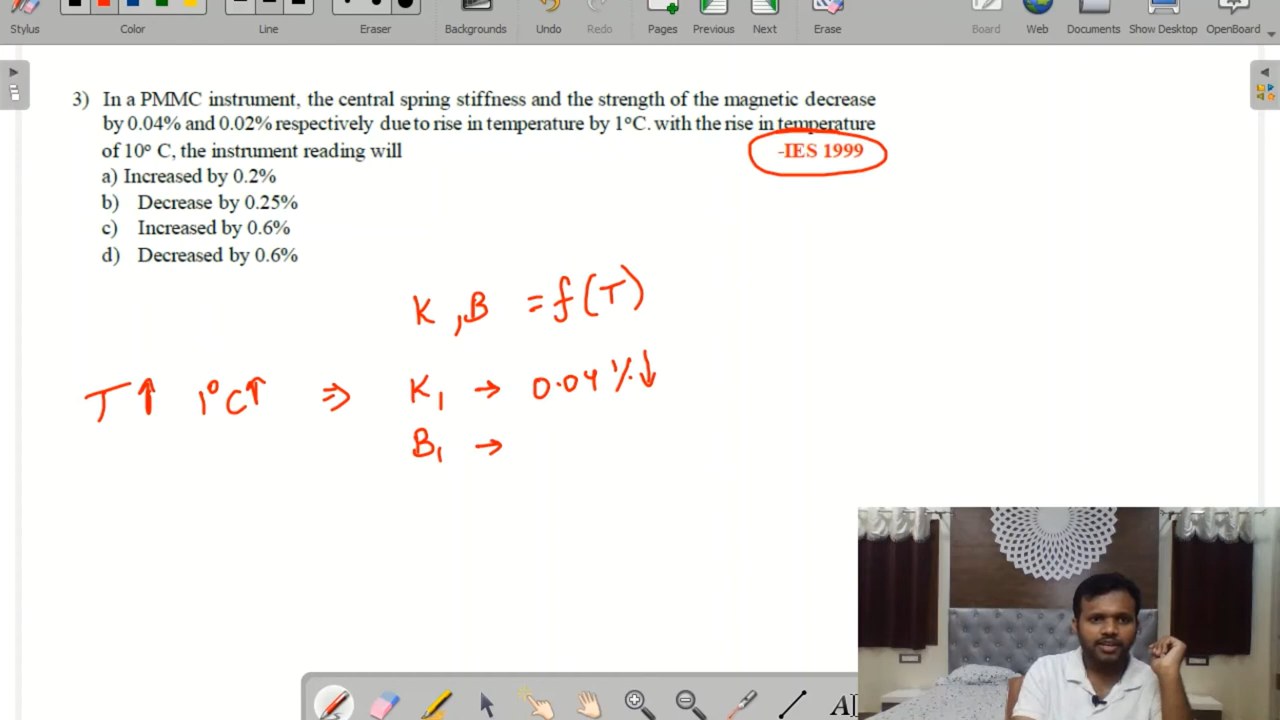 Stylus Color Line Eraser Backgrounds Undo Redo Pages Previous Next Erase Board Web Documents Show Desktop OpenBoard
3) In a PMMC instrument, the central spring stiffness and the strength of the magnetic decrease
by 0.04% and 0.02% respectively due to rise in temperature by 1°C. with the rise in temperature
of 10° C, the instrument reading will -IES 1999
a) Increased by 0.2%
b) Decrease by 0.25%
c) Increased by 0.6%
d) Decreased by 0.6%
K, B = f(T)
T↑ 1°C↑ ⇒ K₁ → 0.04%↓
B₁ →
A